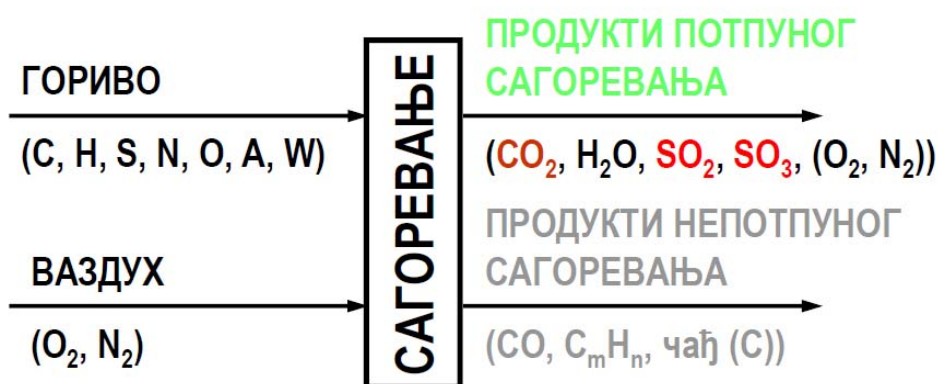 ГОРИВО
(C, H, S, N, O, A, W)
ВАЗДУХ
(O₂, N₂)
САГОРЕВАЊЕ
ПРОДУКТИ ПОТПУНОГ
САГОРЕВАЊА
(CO₂, H₂O, SO₂, SO₃, (O₂, N₂))
ПРОДУКТИ НЕПОТПУНОГ
САГОРЕВАЊА
(CO, CₘHₙ, чађ (C))